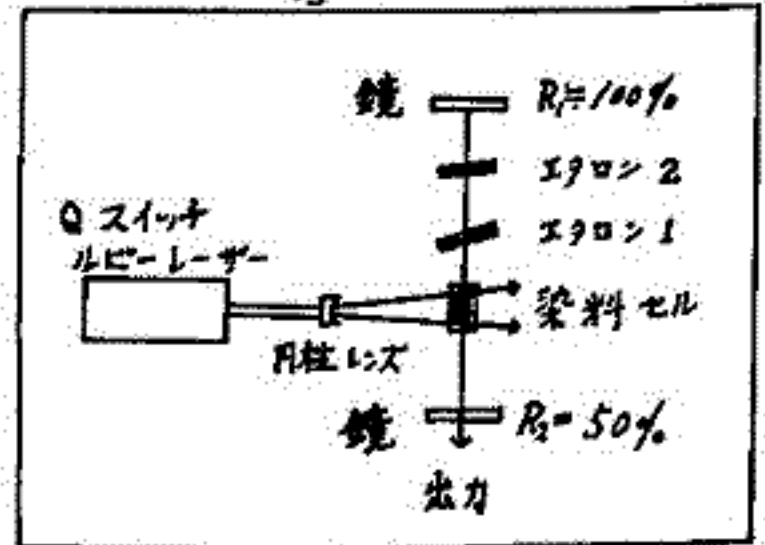 鏡 R₁≒100%
エタロン 2
エタロン 1
Q スイッチ
ルビーレーザー
染料セル
円柱レンズ
鏡 R₂=50%
出力